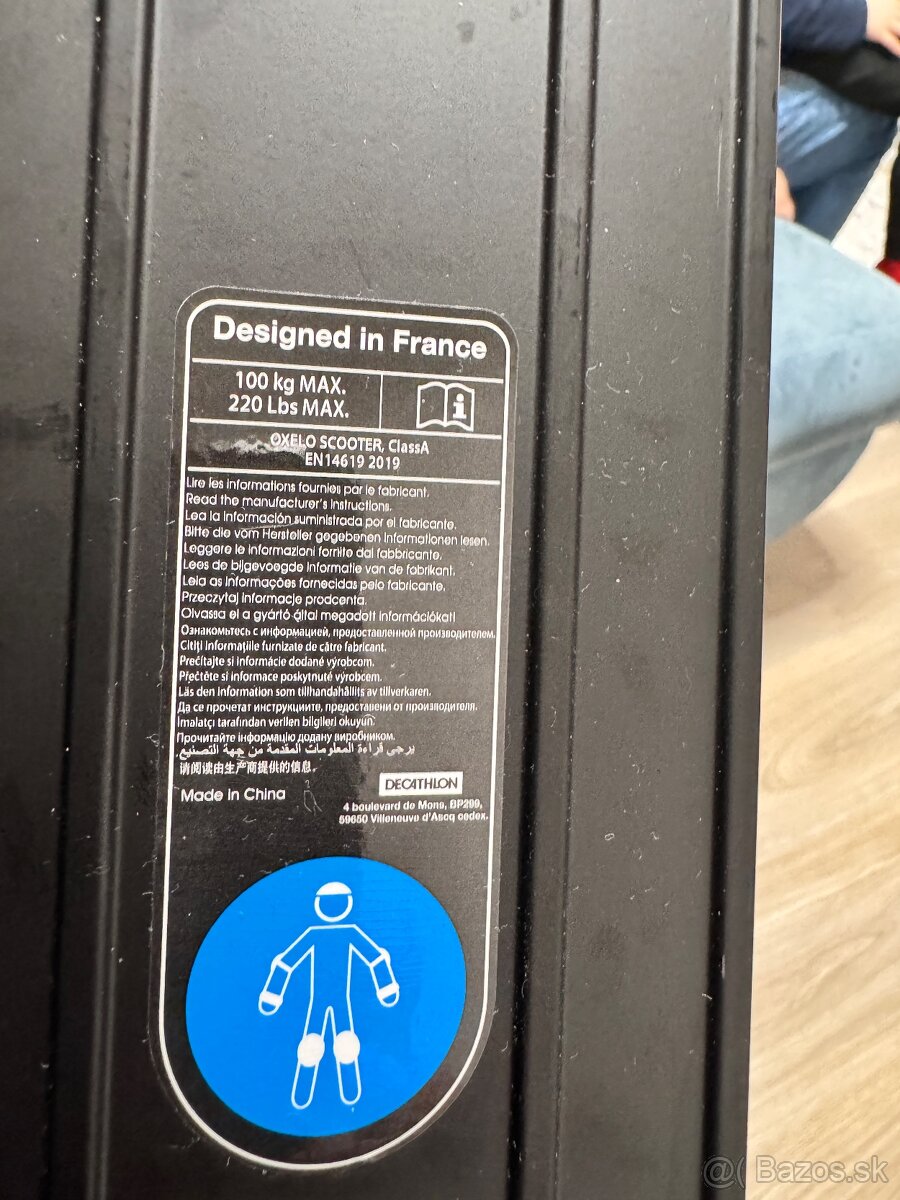 Designed in France
100 kg MAX.
220 Lbs MAX.
i
OXELO SCOOTER, ClassA
EN14619 2019
Lire les informations fournies par le fabricant.
Read the manufacturer's instructions.
Lea la información suministrada por el fabricante.
Bitte die vom Hersteller gegebenen Informationen lesen.
Leggere le informazioni fornite dal fabbricante.
Lees de bijgevoegde informatie van de fabrikant.
Leia as informações fornecidas pelo fabricante.
Przeczytaj informacje prodcenta.
Olvassa el a gyártó által megadott információkat!
Ознакомьтесь с информацией, предоставленной производителем.
Citiți informațiile furnizate de către fabricant.
Prečítajte si informácie dodané výrobcom.
Přečtěte si informace poskytnuté výrobcem.
Läs den information som tillhandahållits av tillverkaren.
Да се прочетат инструкциите, предоставени от производителя.
İmalatçı tarafından verilen bilgileri okuyun.
Прочитайте інформацію додану виробником.
يرجى قراءة المعلومات المقدمة من جهة التصنيع.
请阅读由生产商提供的信息。
Made in China
DECATHLON
4 boulevard de Mons, BP299,
59650 Villeneuve d'Ascq cedex.
@( Bazos.sk